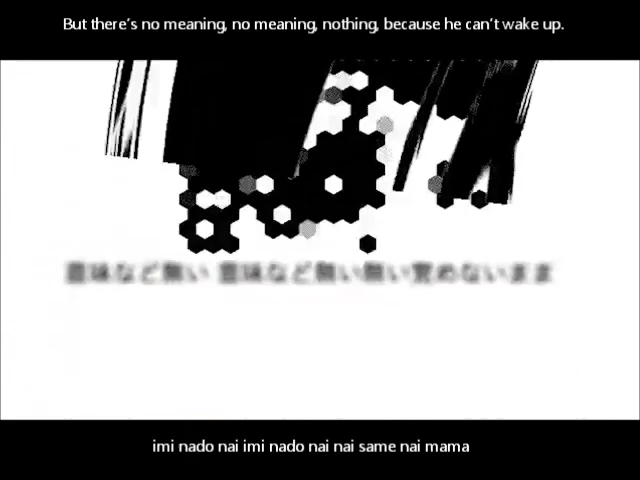 But there's no meaning, no meaning, nothing, because he can't wake up.
意味など無い 意味など無い無い覚めないまま
imi nado nai imi nado nai nai same nai mama